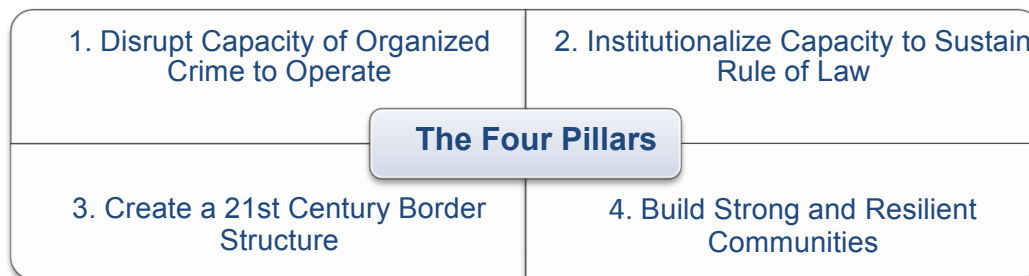 1. Disrupt Capacity of Organized
Crime to Operate
2. Institutionalize Capacity to Sustain
Rule of Law
The Four Pillars
3. Create a 21st Century Border
Structure
4. Build Strong and Resilient
Communities